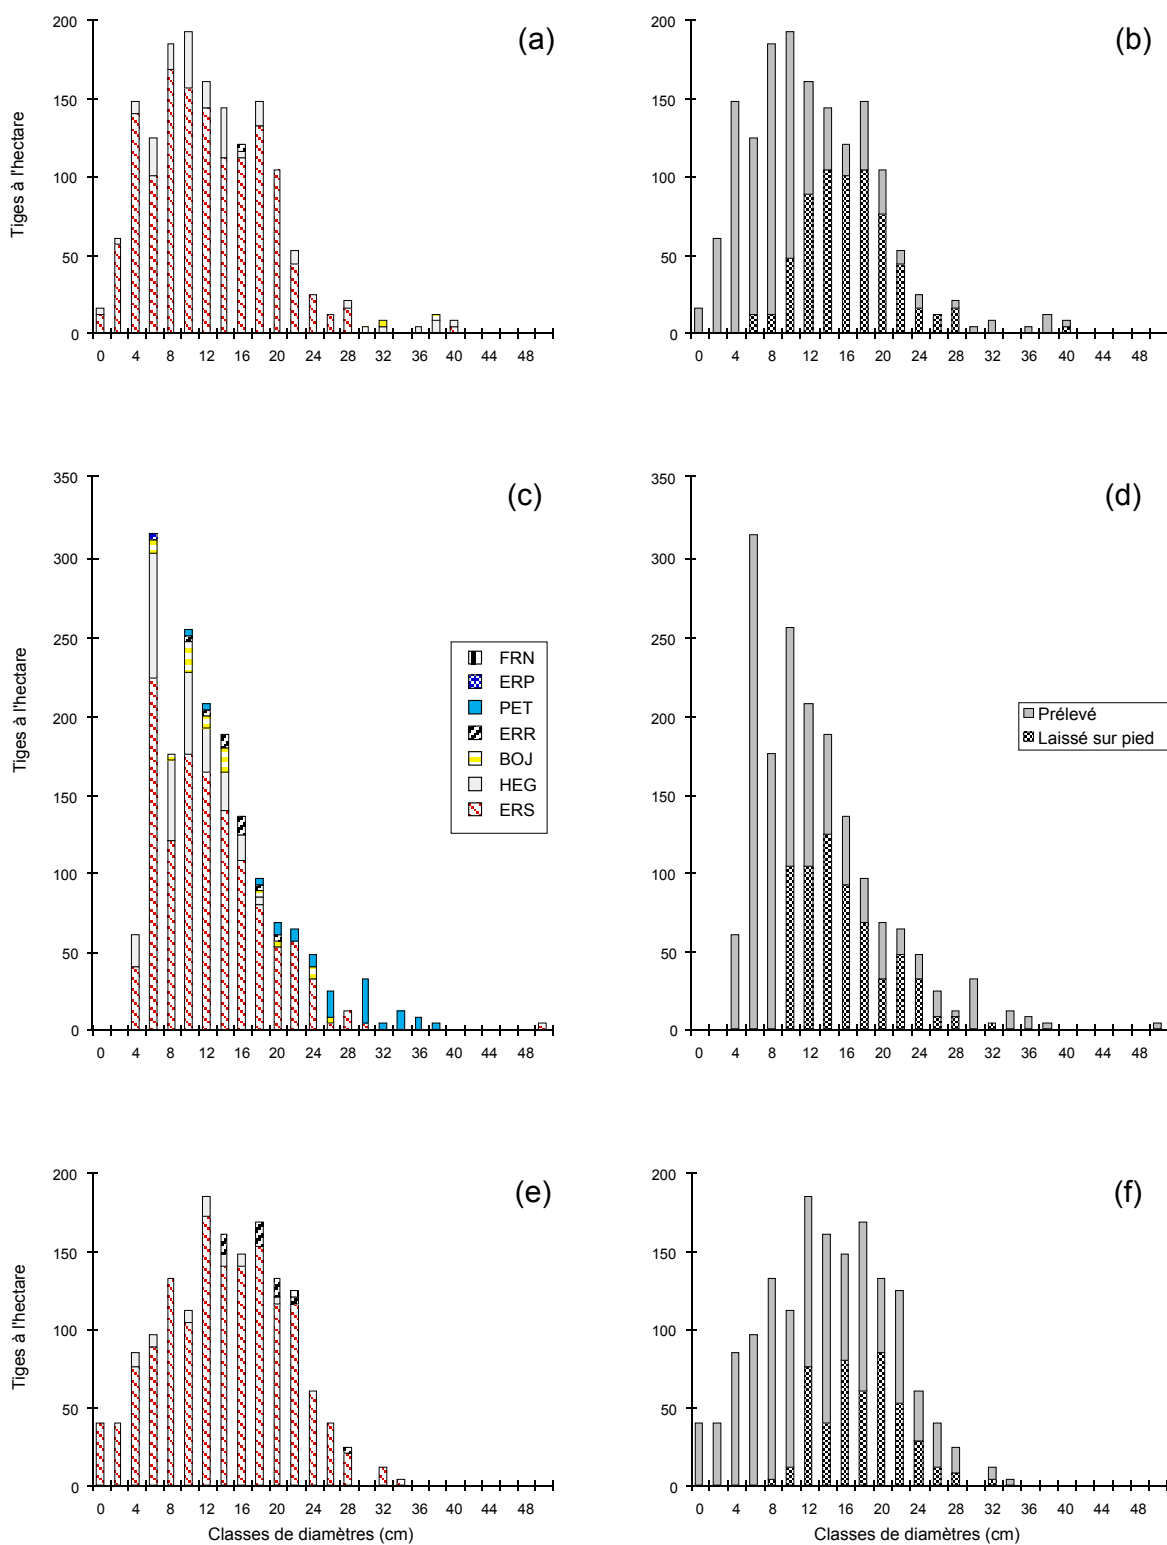 (a)
200
150
100
50
0
0 4 8 12 16 20 24 28 32 36 40 44 48
Tiges à l'hectare
(b)
200
150
100
50
0
0 4 8 12 16 20 24 28 32 36 40 44 48
(c)
350
300
250
200
150
100
50
0
0 4 8 12 16 20 24 28 32 36 40 44 48
Tiges à l'hectare
FRN
ERP
PET
ERR
BOJ
HEG
ERS
(d)
350
300
250
200
150
100
50
0
0 4 8 12 16 20 24 28 32 36 40 44 48
Prélevé
Laissé sur pied
(e)
200
150
100
50
0
0 4 8 12 16 20 24 28 32 36 40 44 48
Tiges à l'hectare
Classes de diamètres (cm)
(f)
200
150
100
50
0
0 4 8 12 16 20 24 28 32 36 40 44 48
Classes de diamètres (cm)